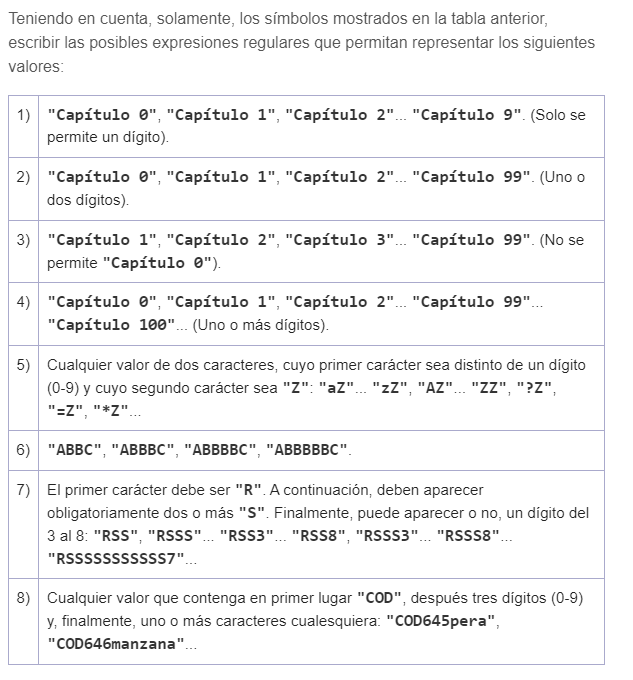 Teniendo en cuenta, solamente, los símbolos mostrados en la tabla anterior,
escribir las posibles expresiones regulares que permitan representar los siguientes
valores:
1) "Capítulo 0", "Capítulo 1", "Capítulo 2"... "Capítulo 9". (Solo se
permite un dígito).
2) "Capítulo 0", "Capítulo 1", "Capítulo 2"... "Capítulo 99". (Uno o
dos dígitos).
3) "Capítulo 1", "Capítulo 2", "Capítulo 3"... "Capítulo 99". (No se
permite "Capítulo 0").
4) "Capítulo 0", "Capítulo 1", "Capítulo 2"... "Capítulo 99"...
"Capítulo 100"... (Uno o más dígitos).
5) Cualquier valor de dos caracteres, cuyo primer carácter sea distinto de un dígito
(0-9) y cuyo segundo carácter sea "Z": "aZ"... "zZ", "AZ"... "ZZ", "?Z",
"=Z", "*Z"...
6) "ABBC", "ABBBC", "ABBBBC", "ABBBBBC".
7) El primer carácter debe ser "R". A continuación, deben aparecer
obligatoriamente dos o más "S". Finalmente, puede aparecer o no, un dígito del
3 al 8: "RSS", "RSSS"... "RSS3"... "RSS8", "RSSS3"... "RSSS8"...
"RSSSSSSSSSSS7"...
8) Cualquier valor que contenga en primer lugar "COD", después tres dígitos (0-9)
y, finalmente, uno o más caracteres cualesquiera: "COD645pera",
"COD646manzana"...